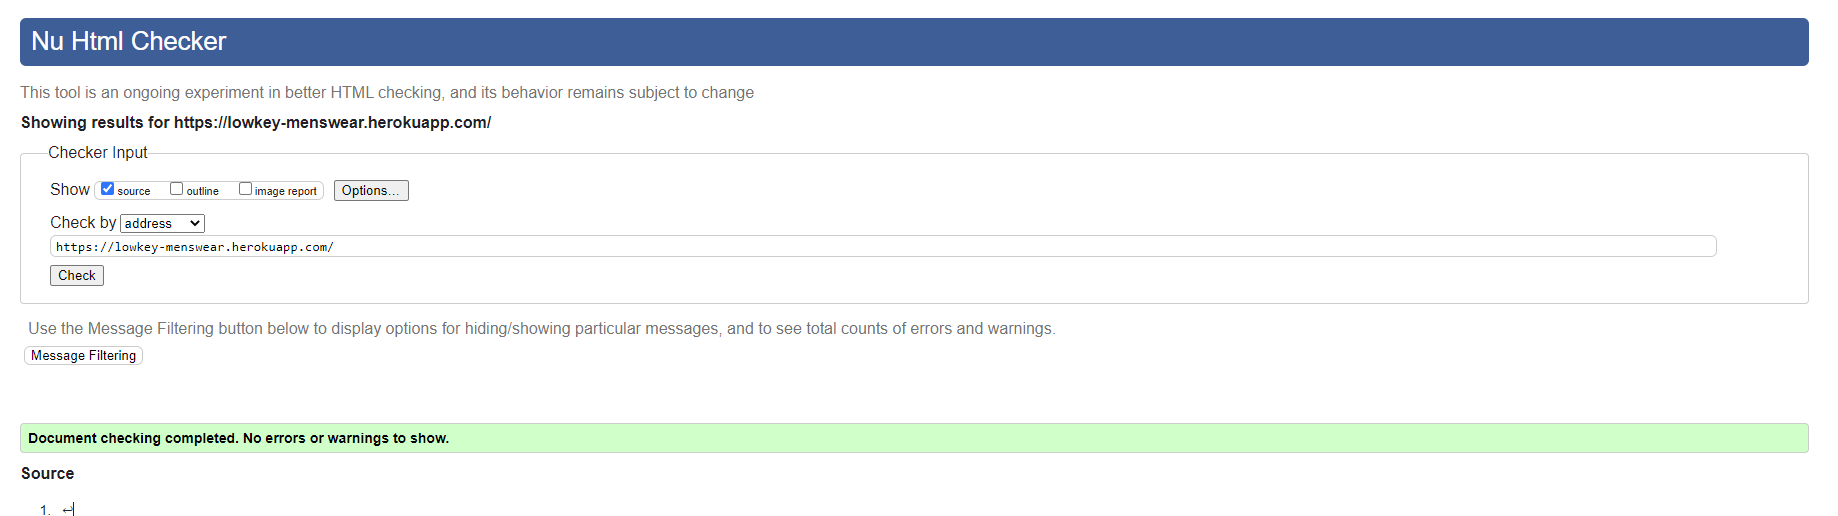 Nu Html Checker
This tool is an ongoing experiment in better HTML checking, and its behavior remains subject to change
Showing results for https://lowkey-menswear.herokuapp.com/
Checker Input
Show source outline image report Options...
Check by address
https://lowkey-menswear.herokuapp.com/
Check
Use the Message Filtering button below to display options for hiding/showing particular messages, and to see total counts of errors and warnings.
Message Filtering
Document checking completed. No errors or warnings to show.
Source
1. ↩